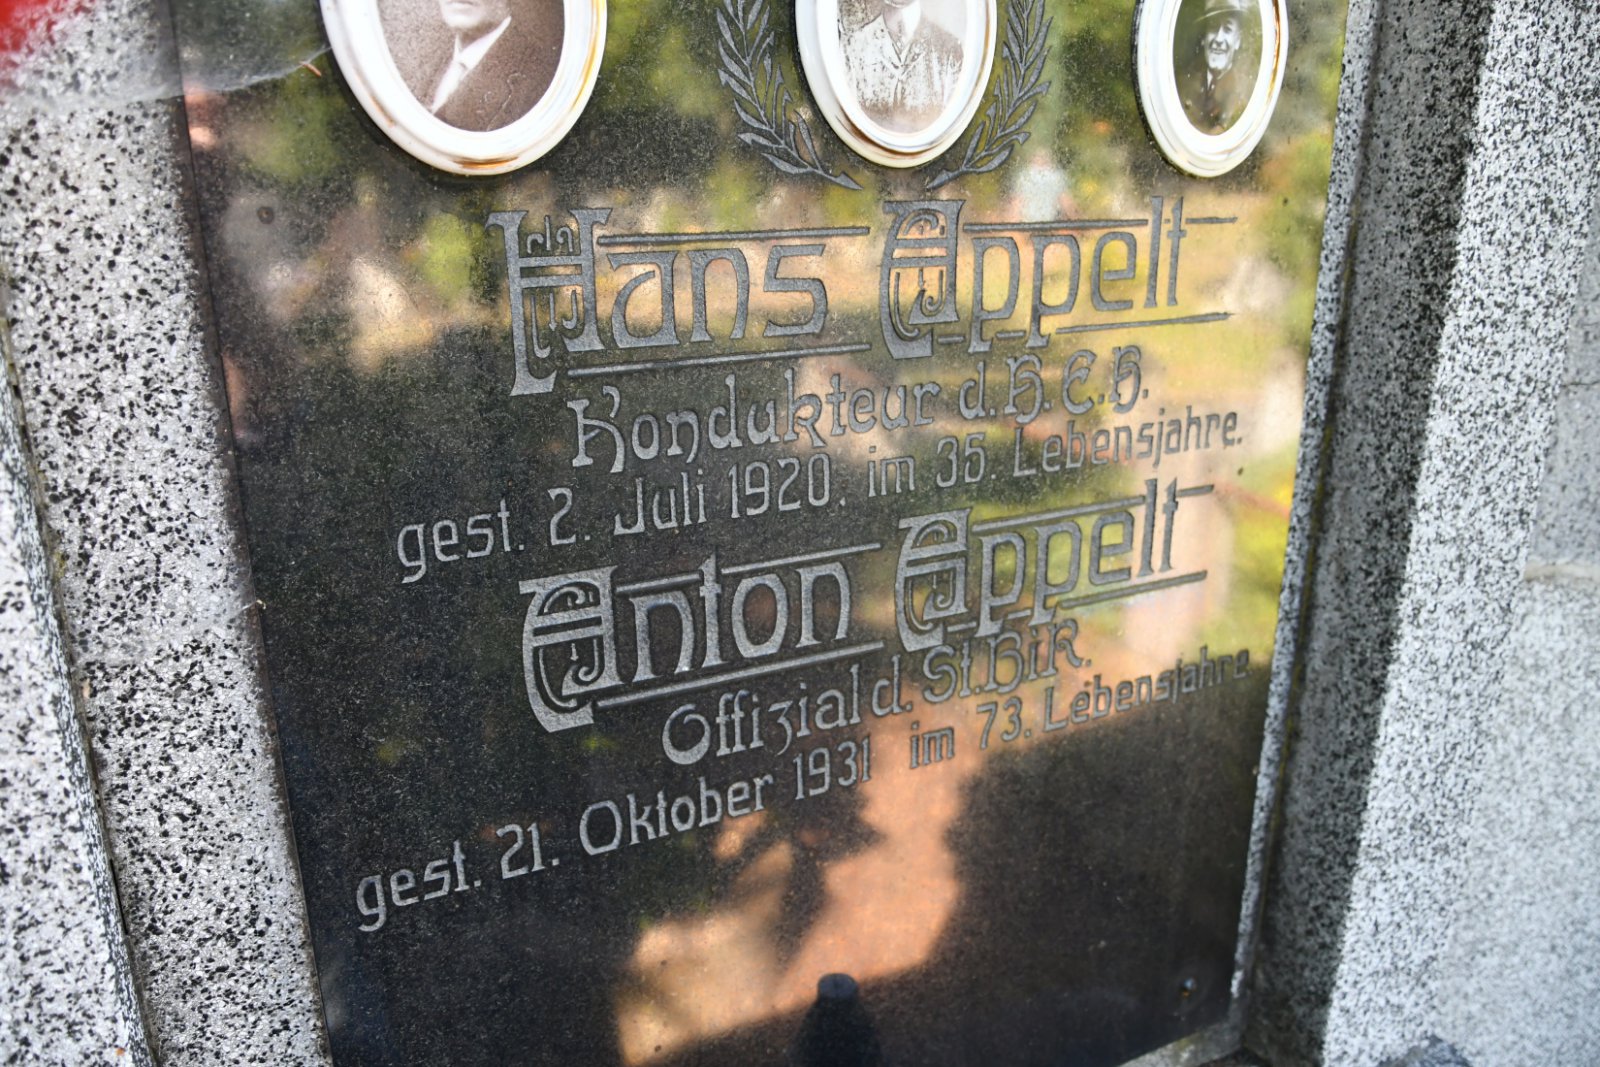 Hans Appelt
Kondukteur d. B. E. B.
gest. 2. Juli 1920. im 35. Lebensjahre.
Anton Appelt
Offizial d. St. B i R.
gest. 21. Oktober 1931 im 73. Lebensjahre.